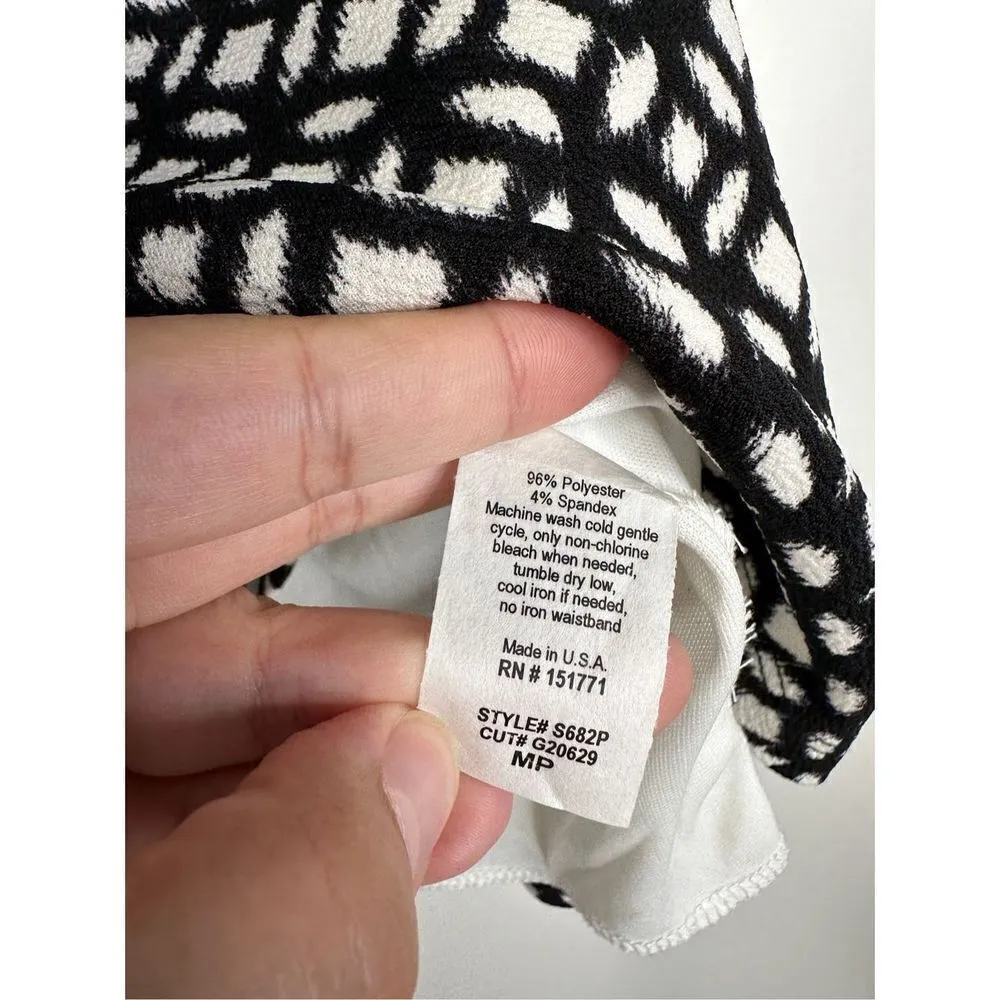 96% Polyester
4% Spandex
Machine wash cold gentle
cycle, only non-chlorine
bleach when needed,
tumble dry low,
cool iron if needed,
no iron waistband
Made in U.S.A.
RN # 151771
STYLE# S682P
CUT# G20629
MP